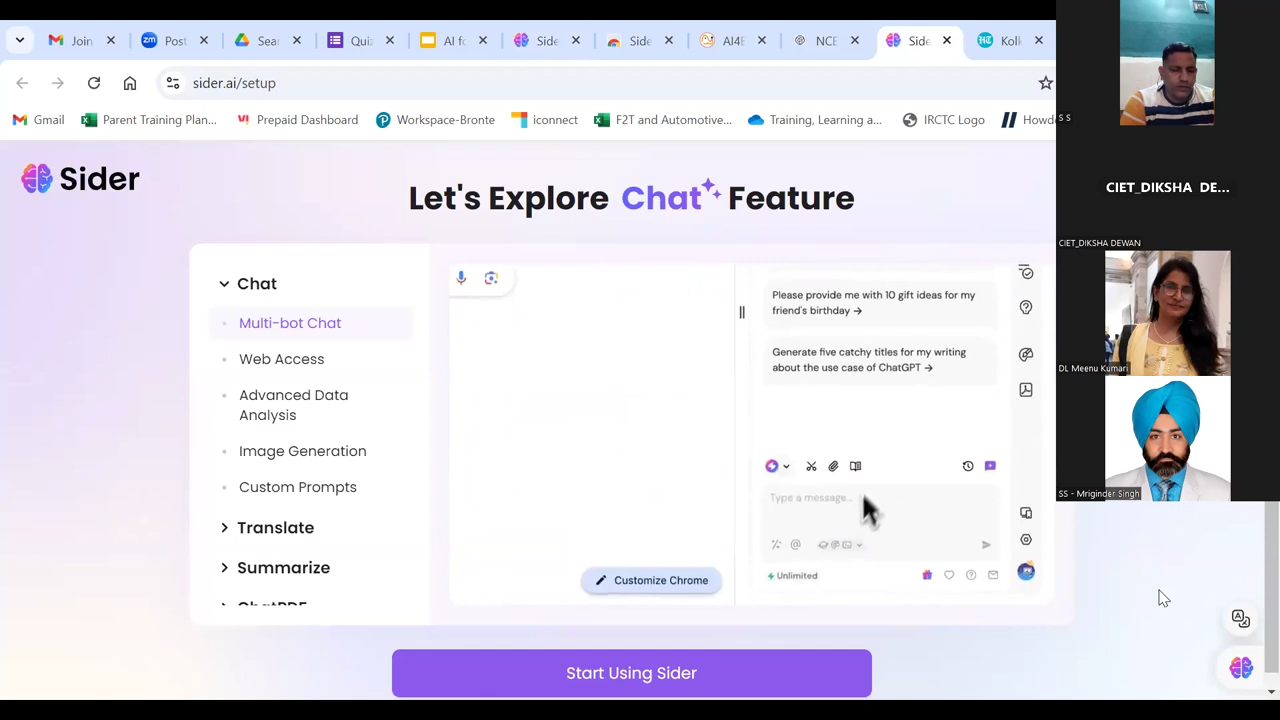 Join
Post
Sear
Quiz
AI fo
Side
Side
AI4E
NCE
Side
Kolk
sider.ai/setup
Gmail
Parent Training Plan...
Prepaid Dashboard
Workspace-Bronte
iconnect
F2T and Automotive...
Training, Learning a...
IRCTC Logo
Howdo
S S
Sider
Let's Explore Chat Feature
CIET_DIKSHA DE...
CIET_DIKSHA DEWAN
Chat
Multi-bot Chat
Web Access
Advanced Data
Analysis
Image Generation
Custom Prompts
Translate
Summarize
ChatPDF
Please provide me with 10 gift ideas for my
friend's birthday →
Generate five catchy titles for my writing
about the use case of ChatGPT →
DL Meenu Kumari
Type a message...
SS - Mriginder Singh
Customize Chrome
Unlimited
Start Using Sider